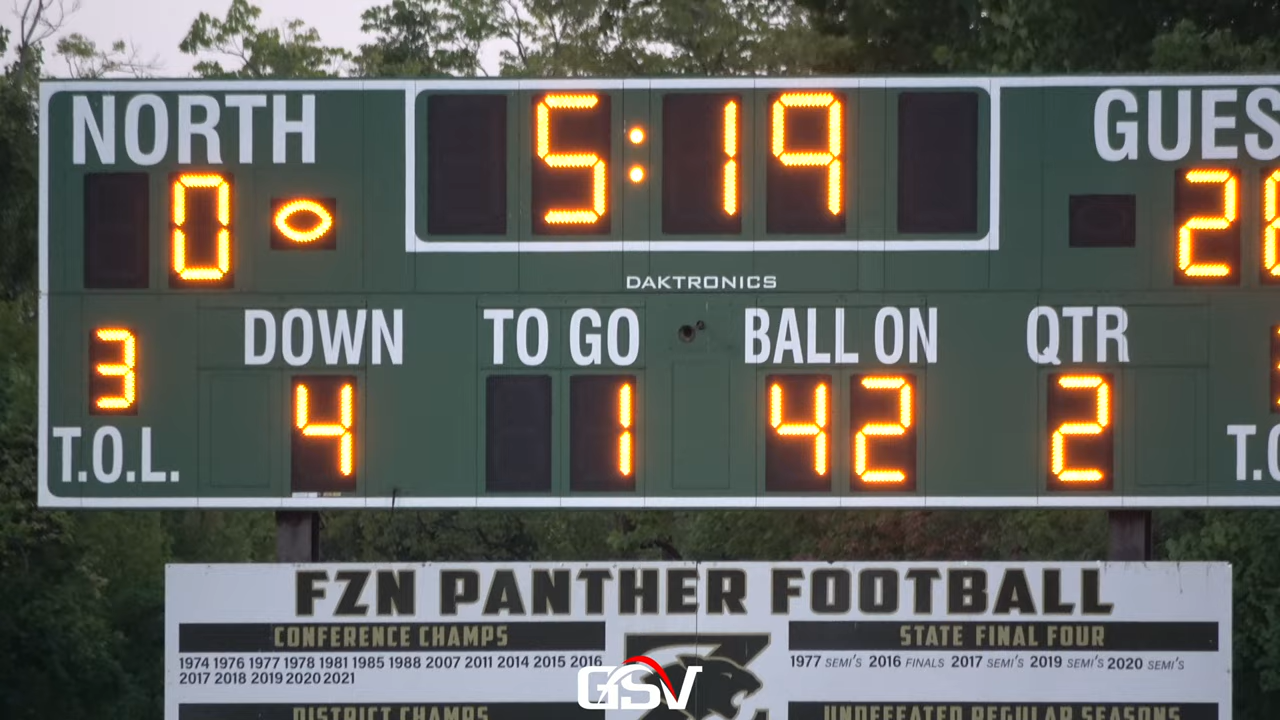 NORTH
5:19
GUES
0
2
DAKTRONICS
DOWN
TO GO
BALL ON
QTR
3
4
1
42
2
T.O.L.
T.O
FZN PANTHER FOOTBALL
CONFERENCE CHAMPS
STATE FINAL FOUR
1974 1976 1977 1978 1981 1985 1988 2007 2011 2014 2015 2016
2017 2018 2019 2020 2021
1977 SEMI'S 2016 FINALS 2017 SEMI'S 2019 SEMI'S 2020 SEMI'S
GSV
DISTRICT CHAMPS
UNDEFEATED REGULAR SEASONS